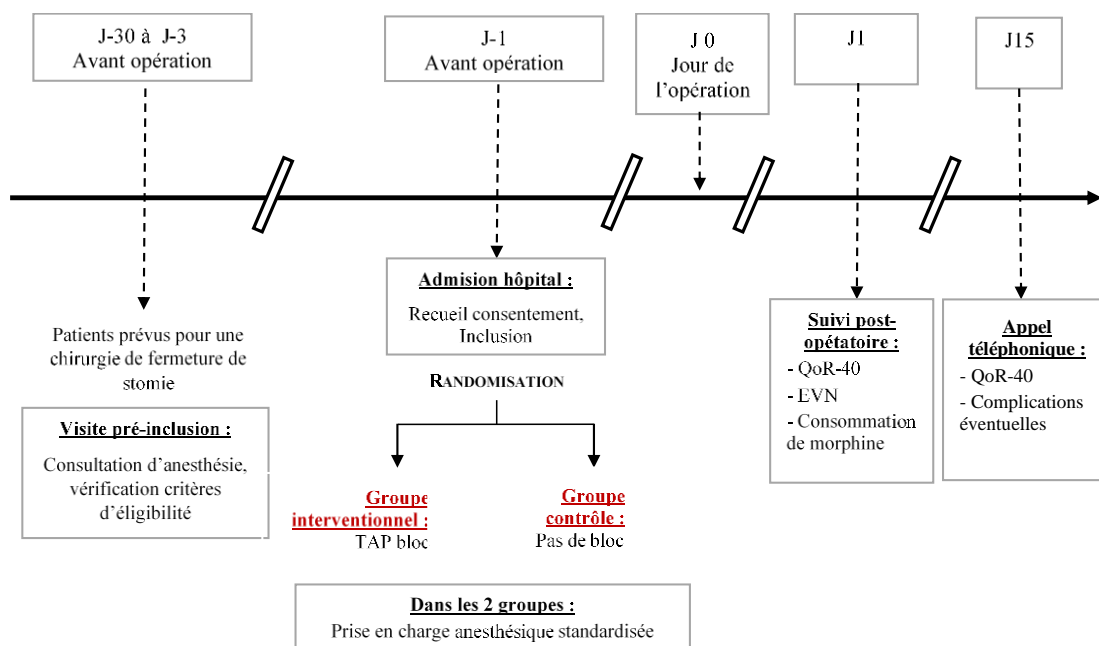 J-30 à J-3
Avant opération
J-1
Avant opération
J 0
Jour de
l'opération
J1
J15
Patients prévus pour une
chirurgie de fermeture de
stomie
Visite pré-inclusion :
Consultation d'anesthésie,
vérification critères
d'éligibilité
Admision hôpital :
Recueil consentement,
Inclusion
RANDOMISATION
Groupe
interventionnel :
TAP bloc
Groupe
contrôle :
Pas de bloc
Dans les 2 groupes :
Prise en charge anesthésique standardisée
Suivi post-
opétatoire :
- QoR-40
- EVN
- Consommation
de morphine
Appel
téléphonique :
- QoR-40
- Complications
éventuelles